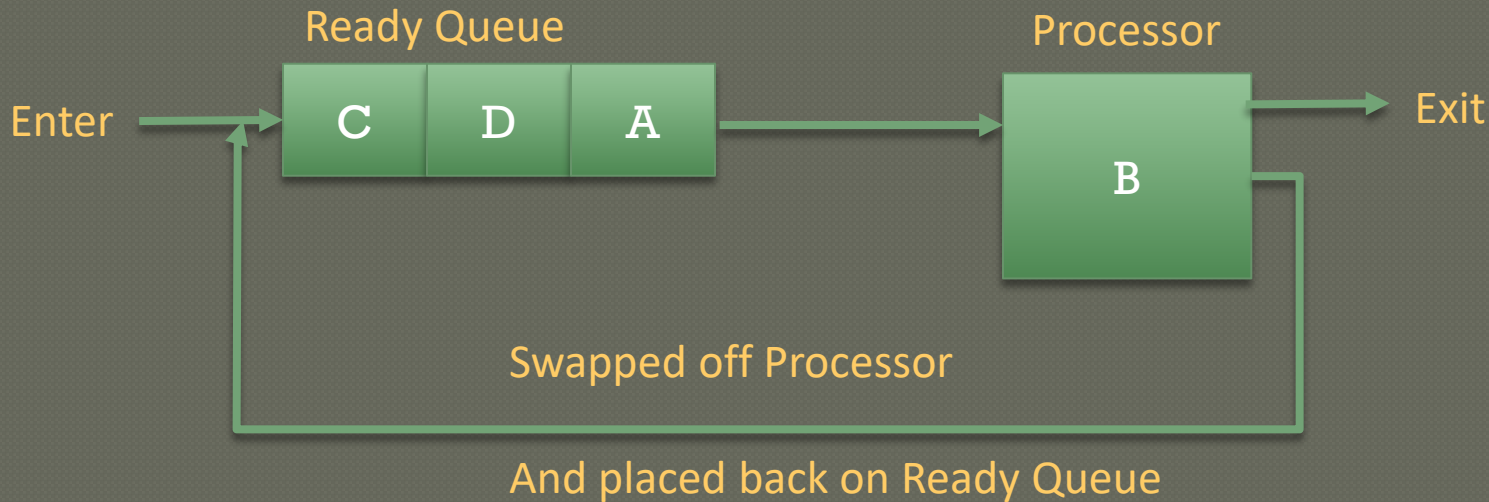 Ready Queue
Processor
Enter
C D A
Exit
B
Swapped off Processor
And placed back on Ready Queue